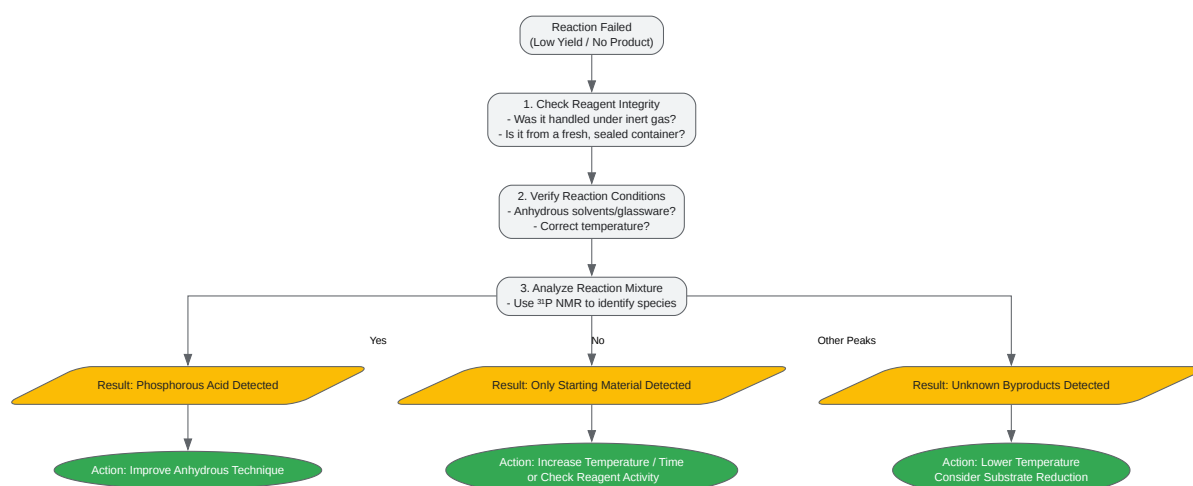 Reaction Failed
(Low Yield / No Product)
1. Check Reagent Integrity
- Was it handled under inert gas?
- Is it from a fresh, sealed container?
2. Verify Reaction Conditions
- Anhydrous solvents/glassware?
- Correct temperature?
3. Analyze Reaction Mixture
- Use ³¹P NMR to identify species
Yes
No
Other Peaks
Result: Phosphorous Acid Detected
Result: Only Starting Material Detected
Result: Unknown Byproducts Detected
Action: Improve Anhydrous Technique
Action: Increase Temperature / Time
or Check Reagent Activity
Action: Lower Temperature
Consider Substrate Reduction